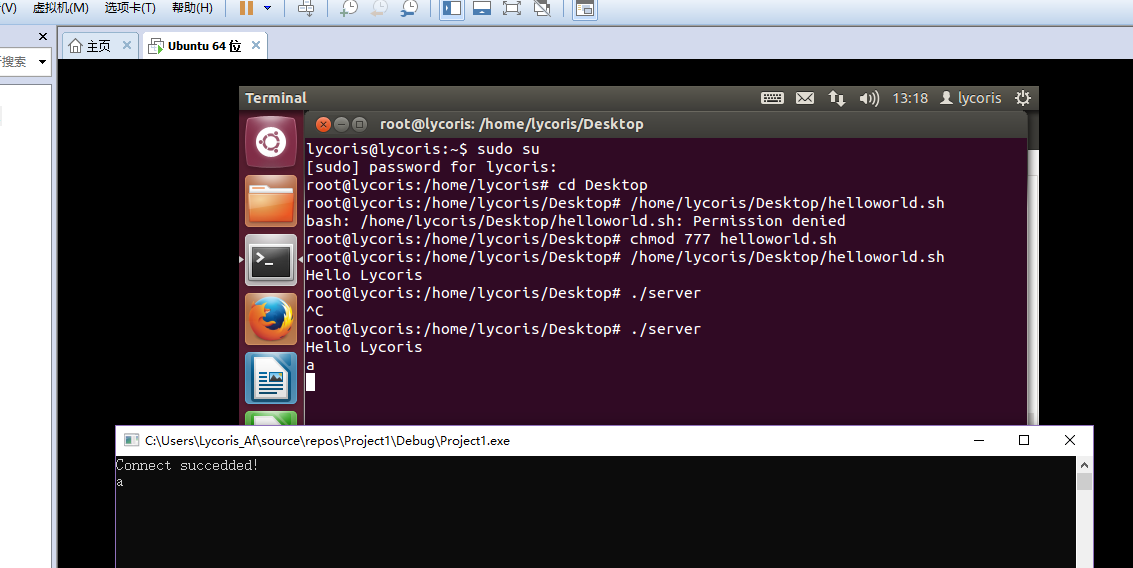 (V) 虚拟机(M) 选项卡(T) 帮助(H)
主页 Ubuntu 64 位
搜索
Terminal 13:18 lycoris
root@lycoris: /home/lycoris/Desktop
lycoris@lycoris:~$ sudo su
[sudo] password for lycoris:
root@lycoris:/home/lycoris# cd Desktop
root@lycoris:/home/lycoris/Desktop# /home/lycoris/Desktop/helloworld.sh
bash: /home/lycoris/Desktop/helloworld.sh: Permission denied
root@lycoris:/home/lycoris/Desktop# chmod 777 helloworld.sh
root@lycoris:/home/lycoris/Desktop# /home/lycoris/Desktop/helloworld.sh
Hello Lycoris
root@lycoris:/home/lycoris/Desktop# ./server
^C
root@lycoris:/home/lycoris/Desktop# ./server
Hello Lycoris
a
C:\Users\Lycoris_Af\source\repos\Project1\Debug\Project1.exe
Connect succedded!
a